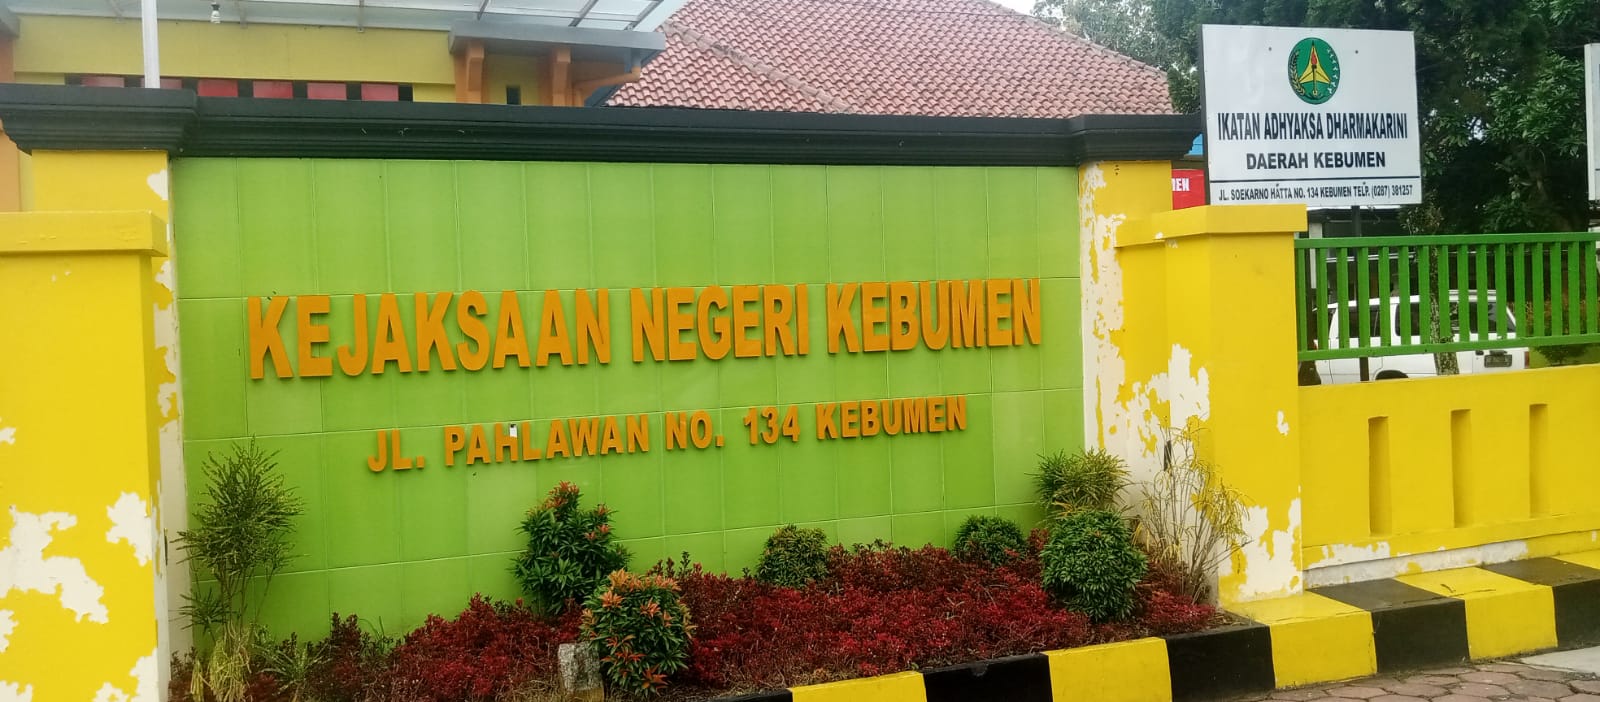 KEJAKSAAN NEGERI KEBUMEN
JL. PAHLAWAN NO. 134 KEBUMEN
IKATAN ADHYAKSA DHARMAKARINI
DAERAH KEBUMEN
JL. SOEKARNO HATTA NO. 134 KEBUMEN TELP. (0287) 381257